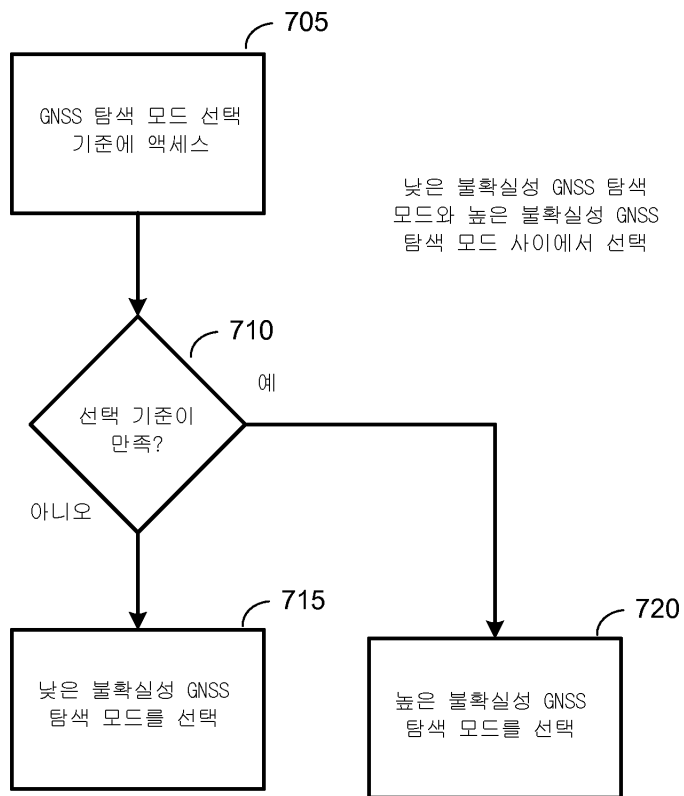 705
GNSS 탐색 모드 선택
기준에 액세스
낮은 불확실성 GNSS 탐색
모드와 높은 불확실성 GNSS
탐색 모드 사이에서 선택
710
예
선택 기준이
만족?
아니오
715
낮은 불확실성 GNSS
탐색 모드를 선택
720
높은 불확실성 GNSS
탐색 모드를 선택